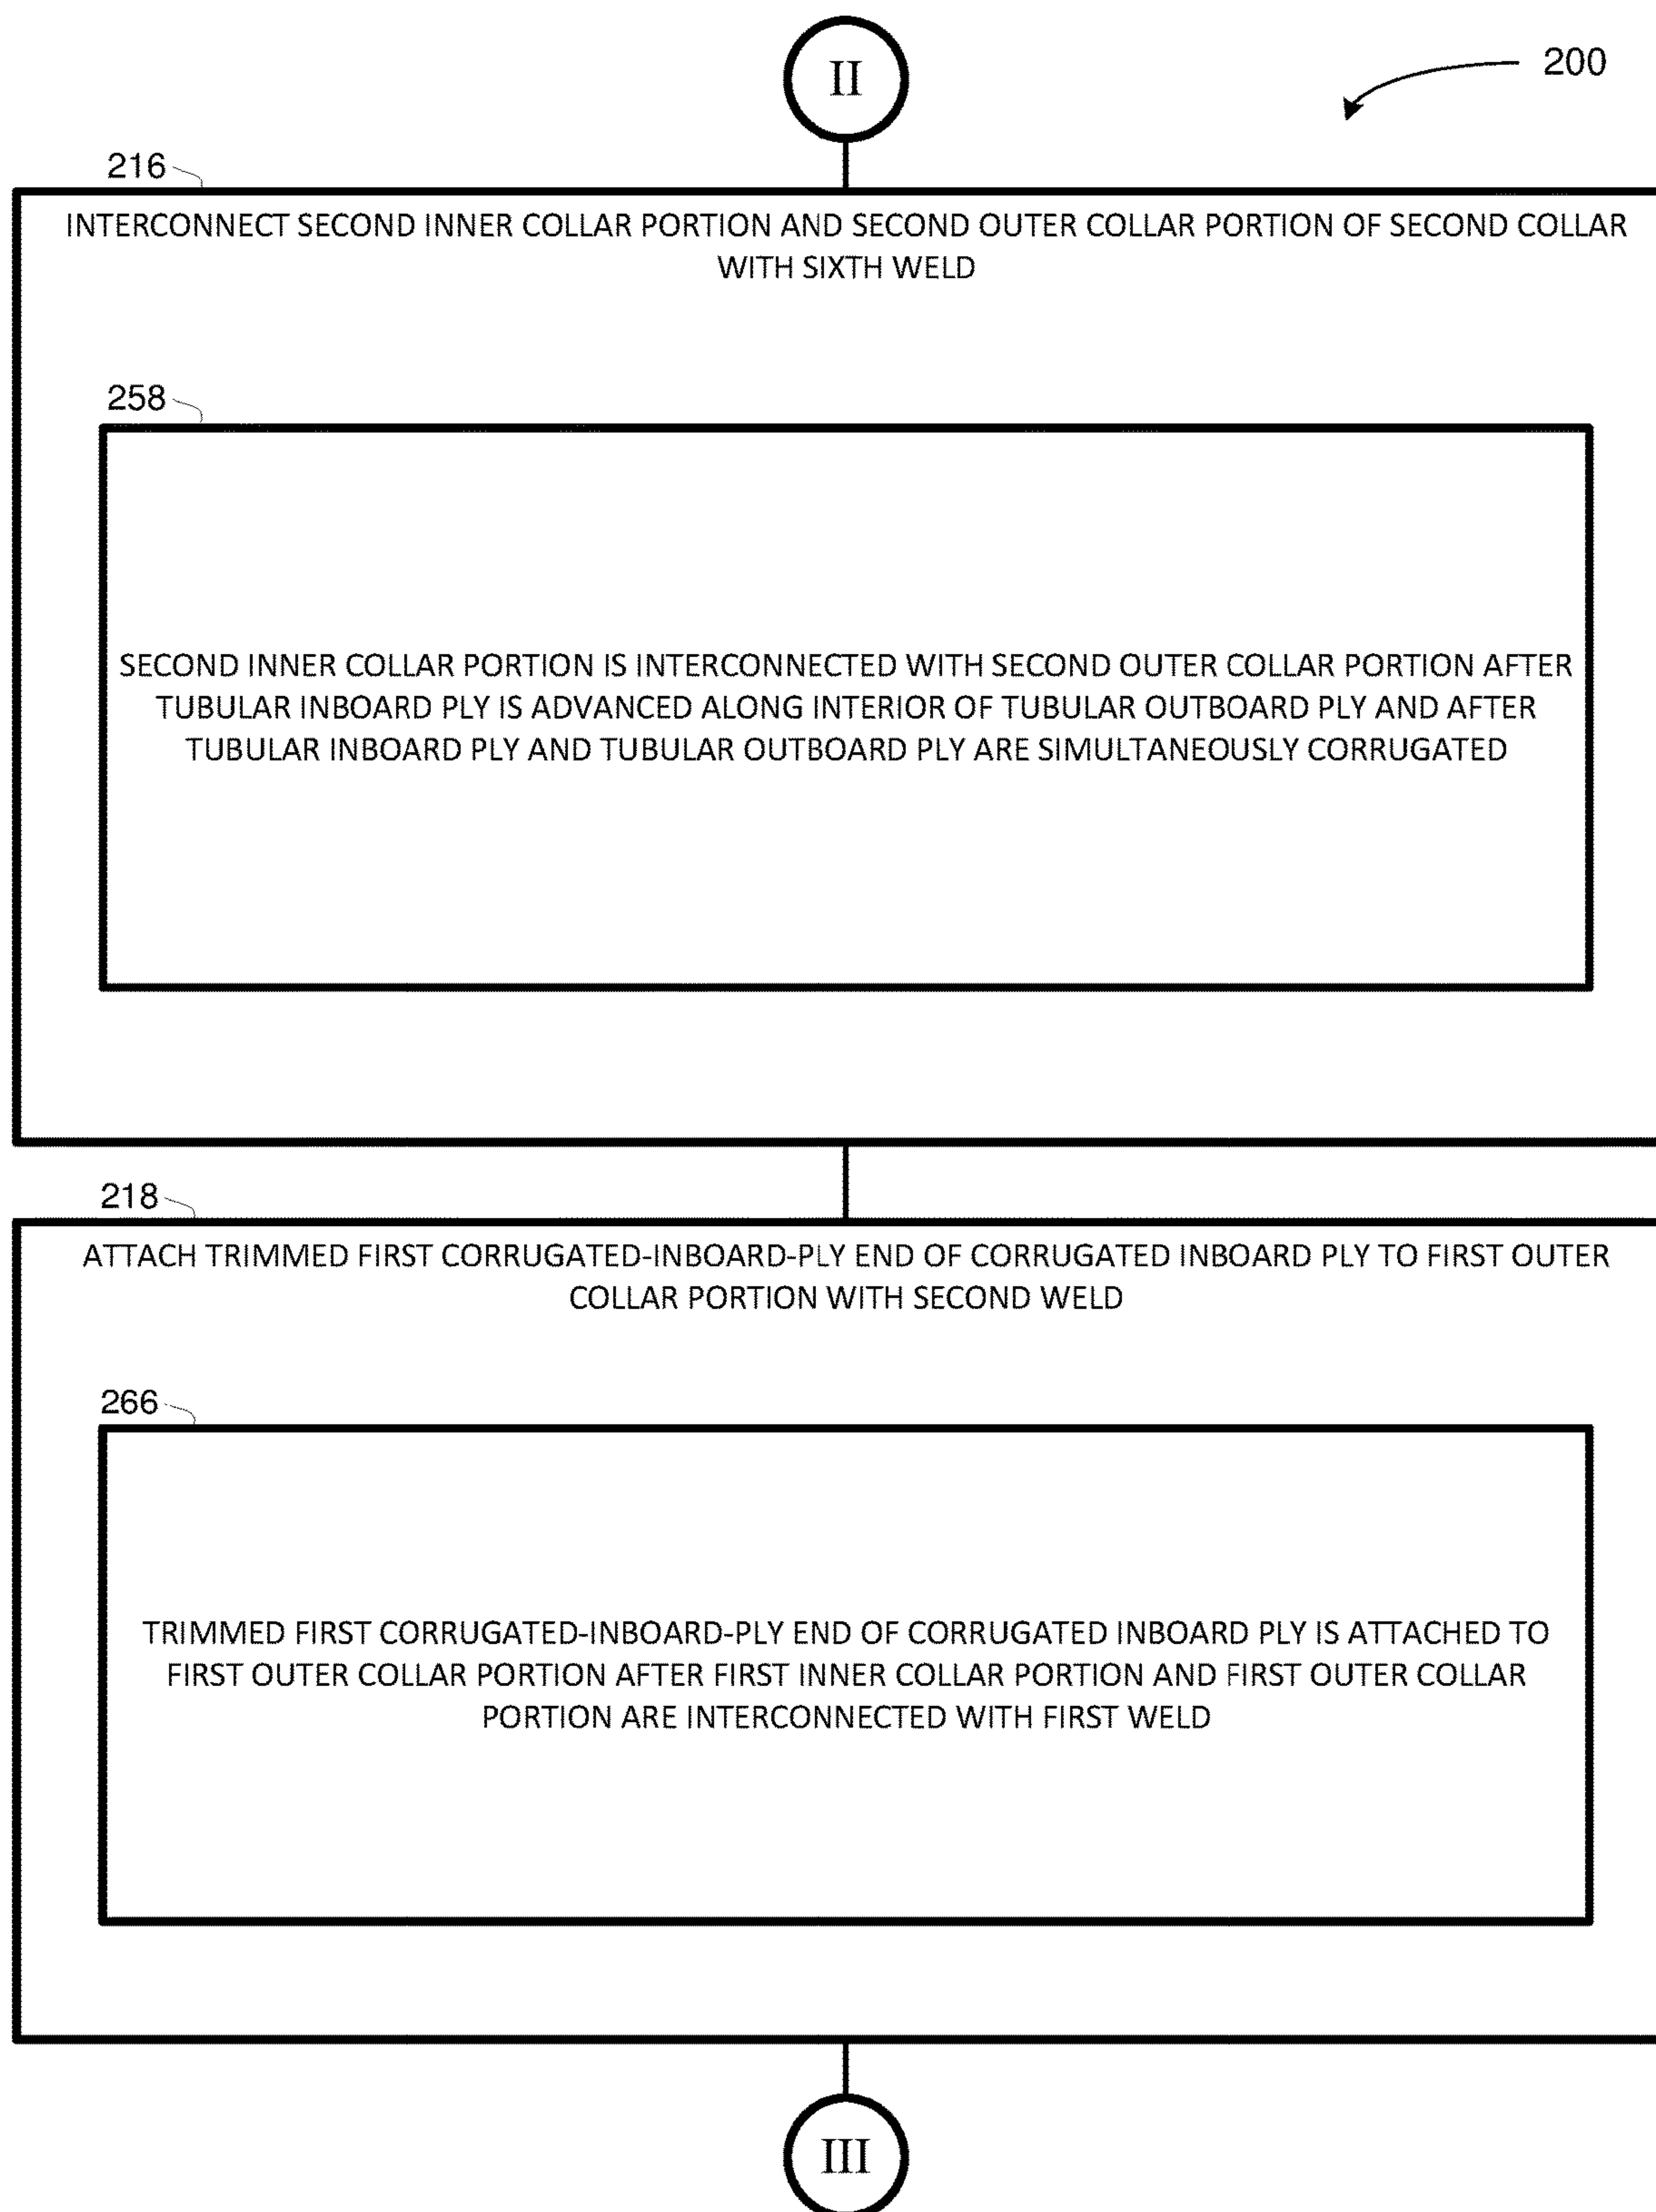 II
200
216
INTERCONNECT SECOND INNER COLLAR PORTION AND SECOND OUTER COLLAR PORTION OF SECOND COLLAR
WITH SIXTH WELD
258
SECOND INNER COLLAR PORTION IS INTERCONNECTED WITH SECOND OUTER COLLAR PORTION AFTER
TUBULAR INBOARD PLY IS ADVANCED ALONG INTERIOR OF TUBULAR OUTBOARD PLY AND AFTER
TUBULAR INBOARD PLY AND TUBULAR OUTBOARD PLY ARE SIMULTANEOUSLY CORRUGATED
218
ATTACH TRIMMED FIRST CORRUGATED-INBOARD-PLY END OF CORRUGATED INBOARD PLY TO FIRST OUTER
COLLAR PORTION WITH SECOND WELD
266
TRIMMED FIRST CORRUGATED-INBOARD-PLY END OF CORRUGATED INBOARD PLY IS ATTACHED TO
FIRST OUTER COLLAR PORTION AFTER FIRST INNER COLLAR PORTION AND FIRST OUTER COLLAR
PORTION ARE INTERCONNECTED WITH FIRST WELD
III